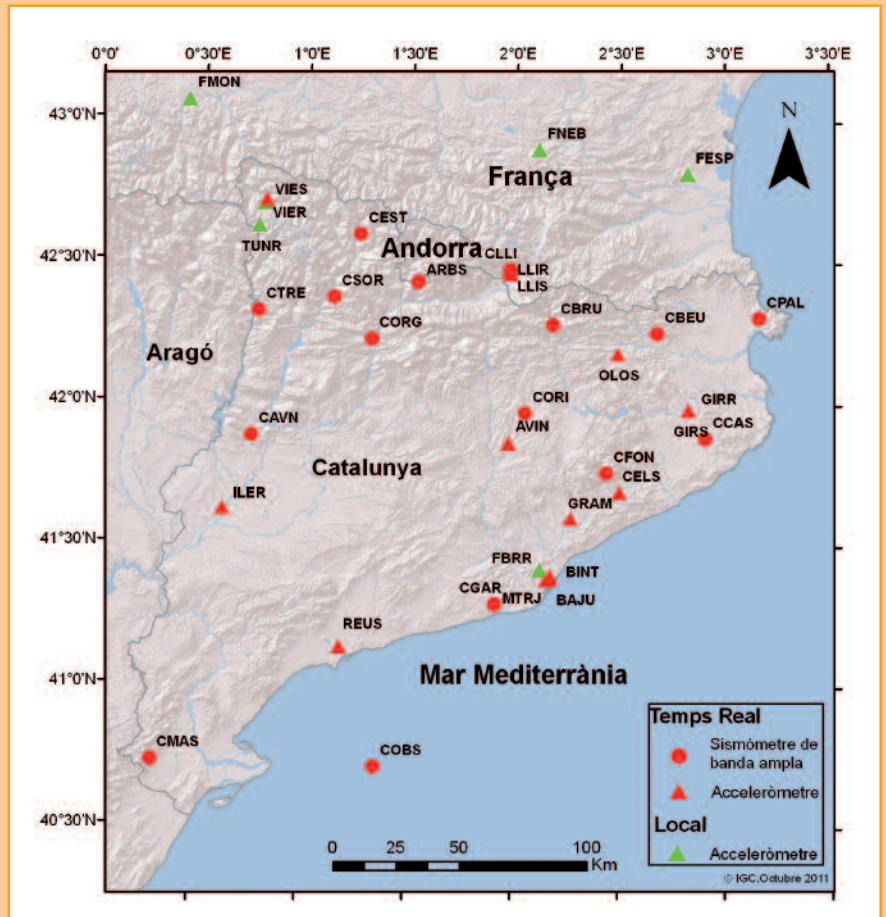 0°0' 0°30'E 1°0'E 1°30'E 2°0'E 2°30'E 3°0'E 3°30'E
FMON
43°0'N
FNEB
N
FESP
França
VIES
VIER
CEST
TUNR
42°30'N
Andorra
CLLI
LLIR
ARBS
LLIS
CSOR
CTRE
CPAL
CBRU
CBEU
CORG
Aragó
OLOS
42°0'N
CORI
GIRR
CAVN
AVIN
GIRS
CCAS
Catalunya
CFON
CELS
ILER
GRAM
41°30'N
FBRR
BINT
CGAR
MTRJ
BAJU
REUS
41°0'N
Mar Mediterrània
CMAS
COBS
Temps Real
Sismòmetre de
banda ampla
Acceleròmetre
Local
Acceleròmetre
40°30'N
0 25 50 100
Km
© IGC,Octubre 2011